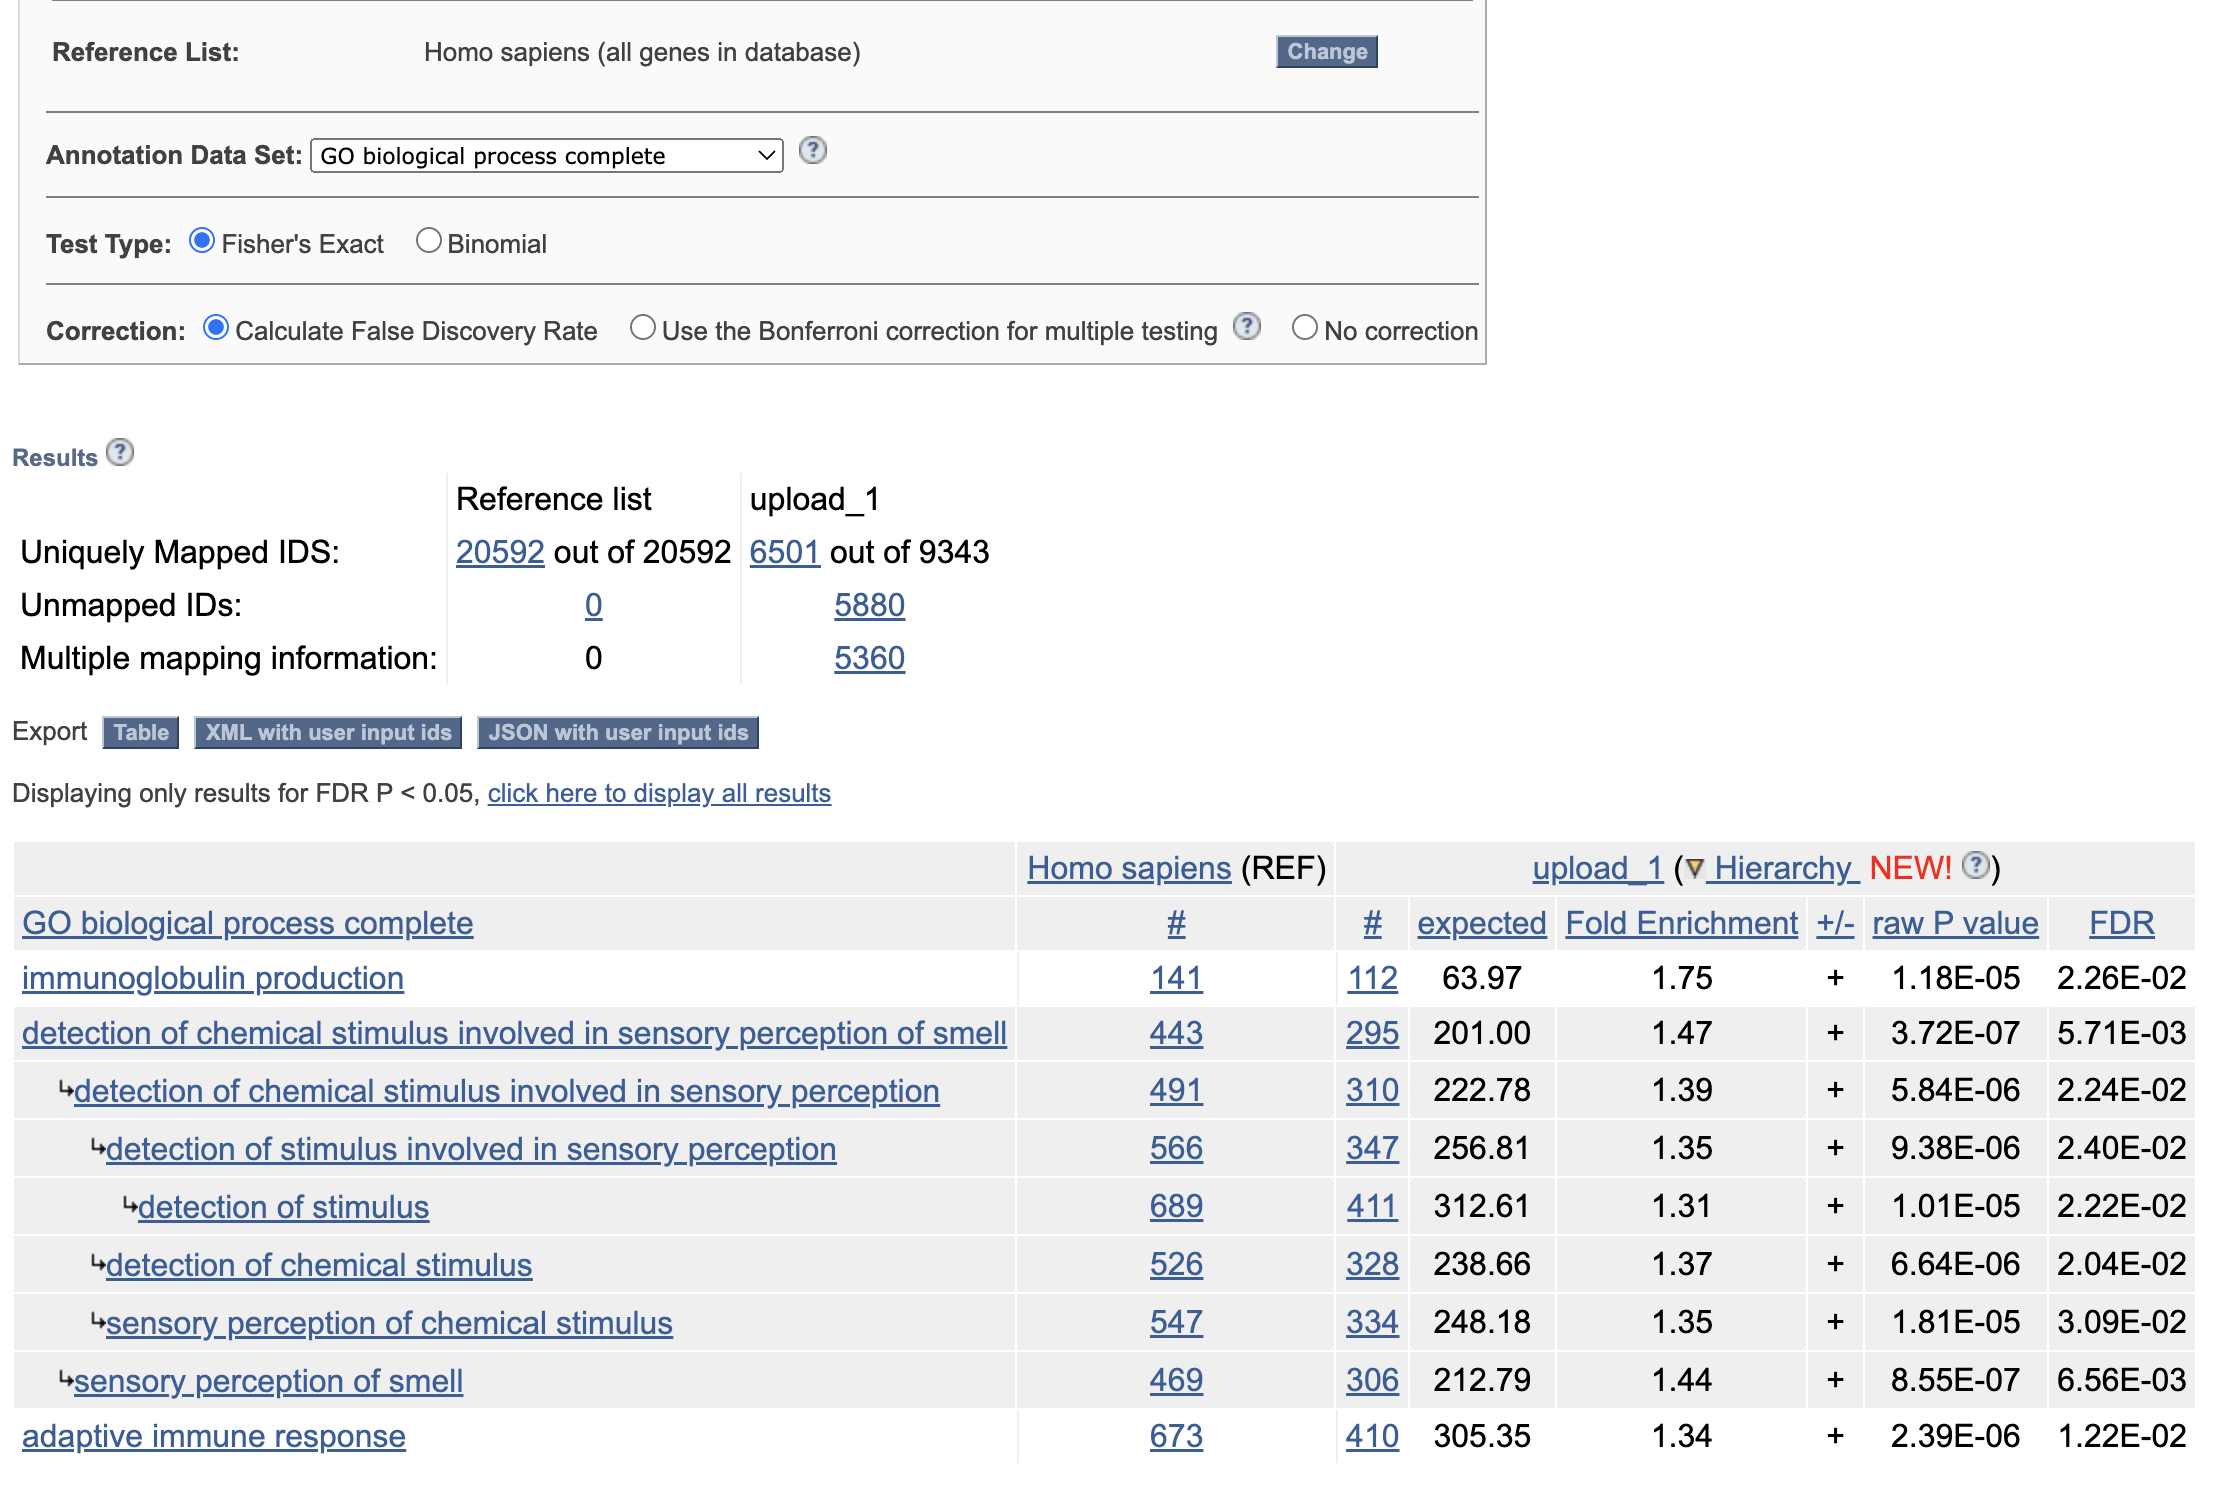 Reference List: Homo sapiens (all genes in database) Change
Annotation Data Set: GO biological process complete ?
Test Type: Fisher's Exact Binomial
Correction: Calculate False Discovery Rate Use the Bonferroni correction for multiple testing ? No correction
Results ?
Reference list upload_1
Uniquely Mapped IDS: 20592 out of 20592 6501 out of 9343
Unmapped IDs: 0 5880
Multiple mapping information: 0 5360
Export Table XML with user input ids JSON with user input ids
Displaying only results for FDR P < 0.05, click here to display all results
Homo sapiens (REF) upload_1 (▼ Hierarchy NEW! ?)
GO biological process complete # # expected Fold Enrichment +/- raw P value FDR
immunoglobulin production 141 112 63.97 1.75 + 1.18E-05 2.26E-02
detection of chemical stimulus involved in sensory perception of smell 443 295 201.00 1.47 + 3.72E-07 5.71E-03
↳detection of chemical stimulus involved in sensory perception 491 310 222.78 1.39 + 5.84E-06 2.24E-02
↳detection of stimulus involved in sensory perception 566 347 256.81 1.35 + 9.38E-06 2.40E-02
↳detection of stimulus 689 411 312.61 1.31 + 1.01E-05 2.22E-02
↳detection of chemical stimulus 526 328 238.66 1.37 + 6.64E-06 2.04E-02
↳sensory perception of chemical stimulus 547 334 248.18 1.35 + 1.81E-05 3.09E-02
↳sensory perception of smell 469 306 212.79 1.44 + 8.55E-07 6.56E-03
adaptive immune response 673 410 305.35 1.34 + 2.39E-06 1.22E-02